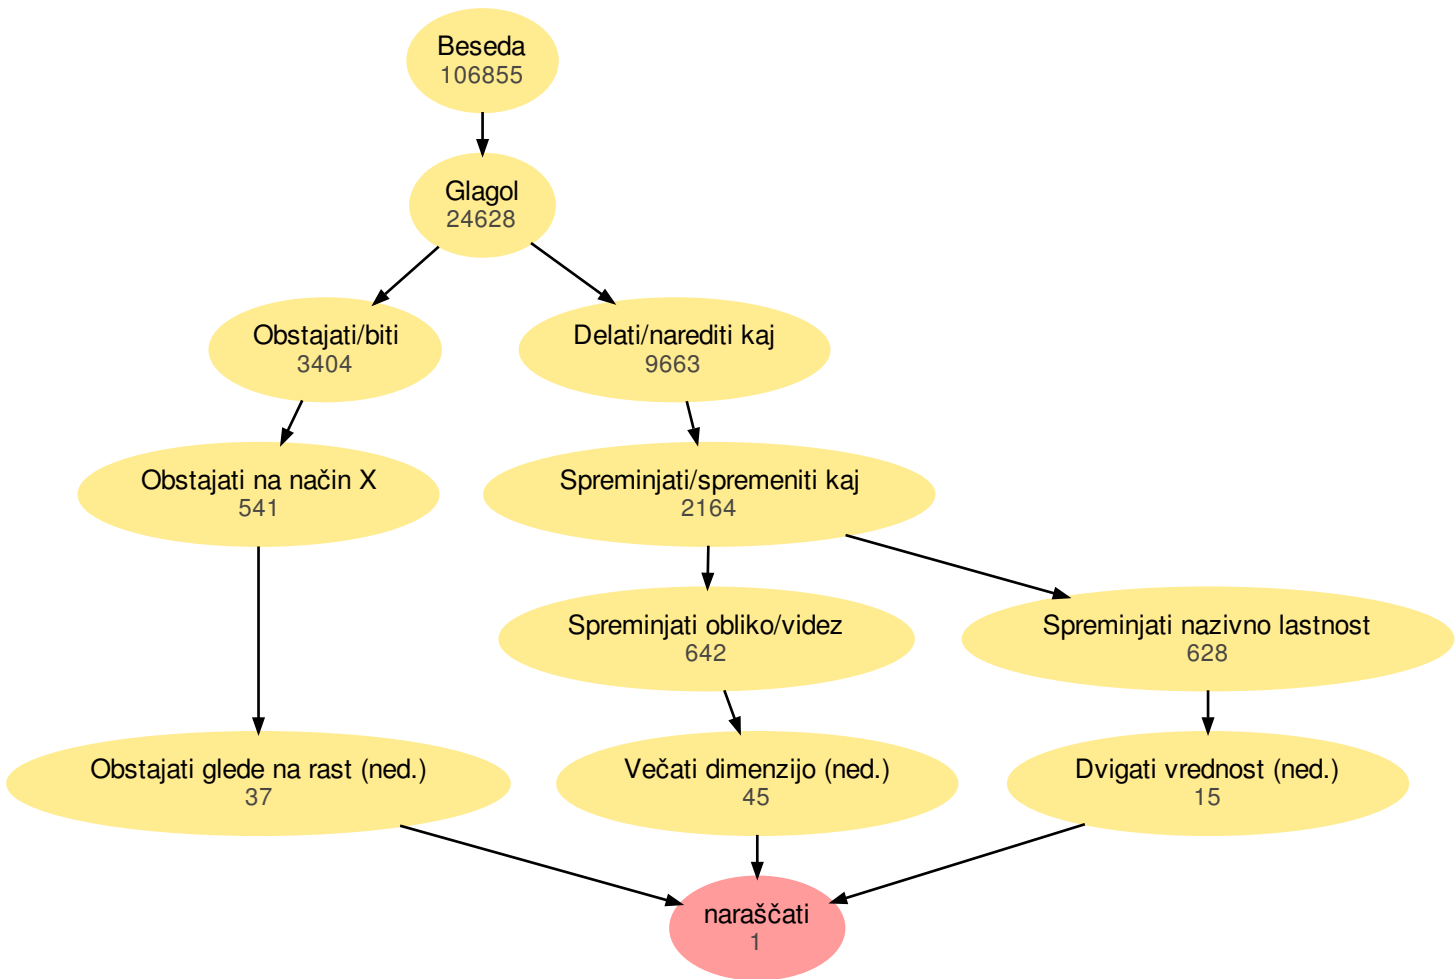 Beseda
106855
Glagol
24628
Obstajati/biti
3404
Delati/narediti kaj
9663
Obstajati na način X
541
Spreminjati/spremeniti kaj
2164
Spreminjati obliko/videz
642
Spreminjati nazivno lastnost
628
Obstajati glede na rast (ned.)
37
Večati dimenzijo (ned.)
45
Dvigati vrednost (ned.)
15
naraščati
1